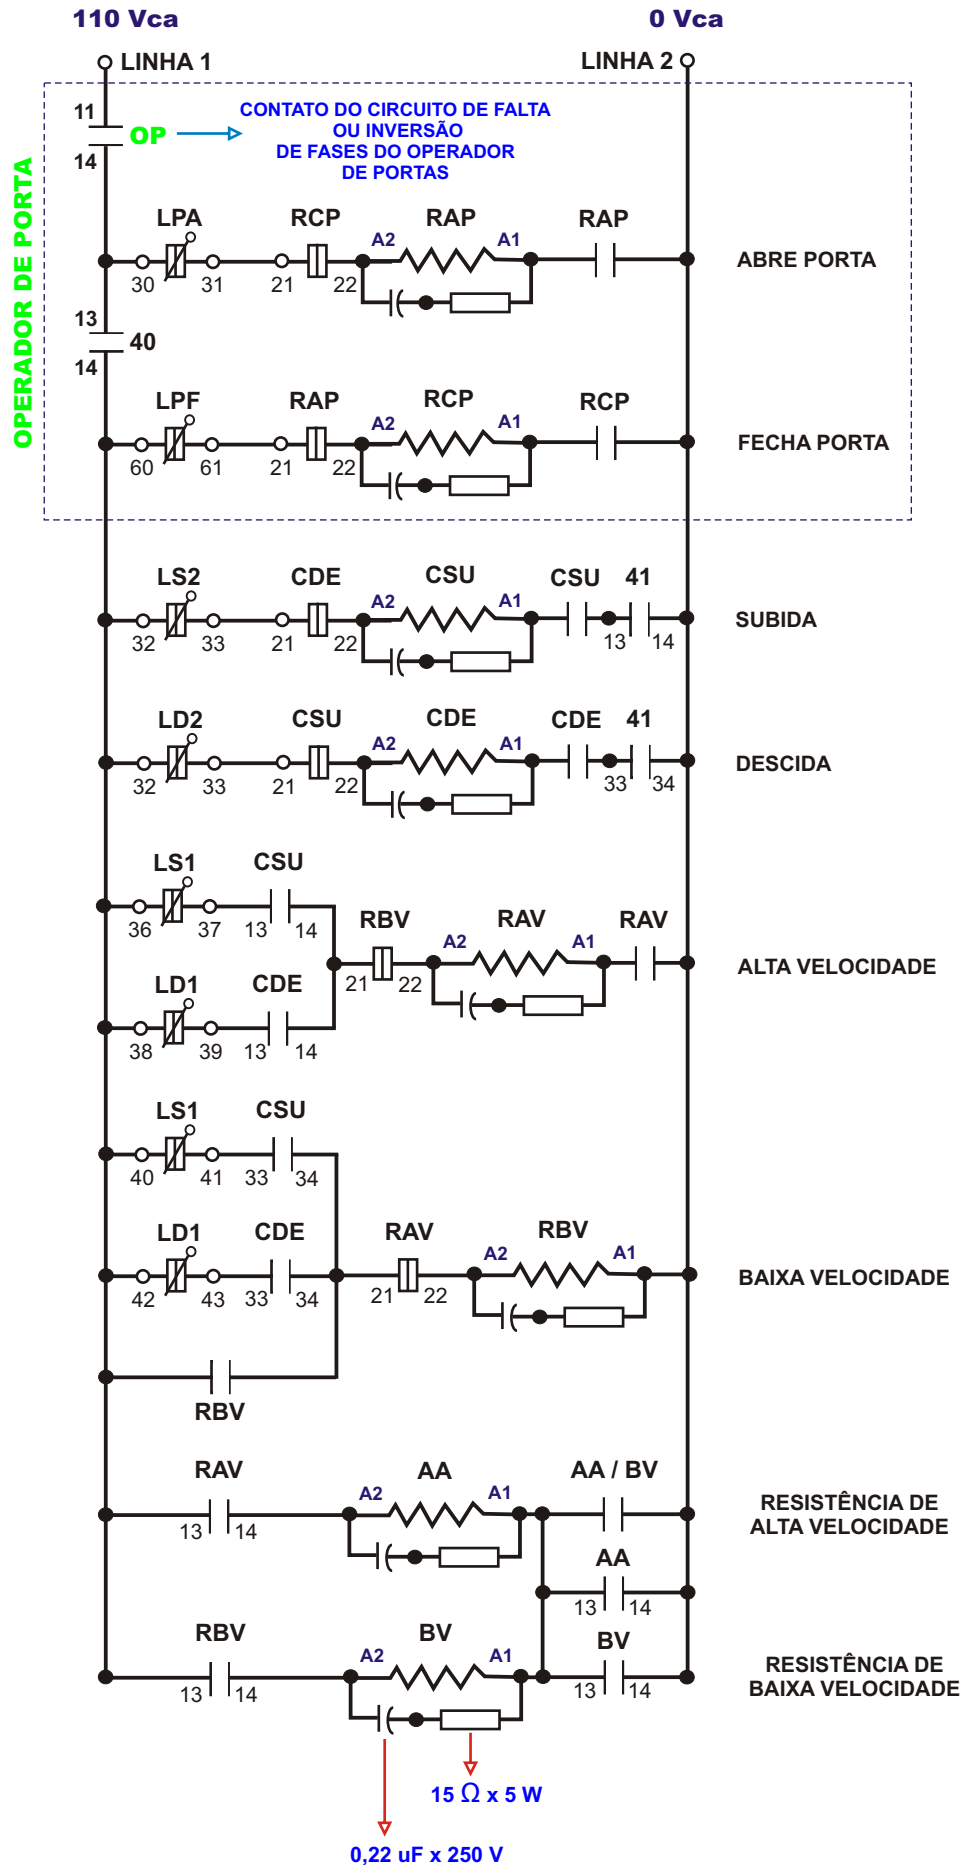 110 Vca
0 Vca
LINHA 1
LINHA 2
OPERADOR DE PORTA
11
OP
14
CONTATO DO CIRCUITO DE FALTA
OU INVERSÃO
DE FASES DO OPERADOR
DE PORTAS
LPA RCP RAP RAP
A2 A1
30 31 21 22
ABRE PORTA
13
40
14
LPF RAP RCP RCP
A2 A1
60 61 21 22
FECHA PORTA
LS2 CDE CSU CSU 41
A2 A1
32 33 21 22 13 14
SUBIDA
LD2 CSU CDE CDE 41
A2 A1
32 33 21 22 33 34
DESCIDA
LS1 CSU
36 37 13 14
RBV RAV RAV
A2 A1
21 22
ALTA VELOCIDADE
LD1 CDE
38 39 13 14
LS1 CSU
40 41 33 34
LD1 CDE RAV RBV
A2 A1
42 43 33 34 21 22
BAIXA VELOCIDADE
RBV
RAV AA AA / BV
A2 A1
13 14
RESISTÊNCIA DE
ALTA VELOCIDADE
AA
13 14
RBV BV BV
A2 A1
13 14 13 14
RESISTÊNCIA DE
BAIXA VELOCIDADE
15 Ω x 5 W
0,22 uF x 250 V